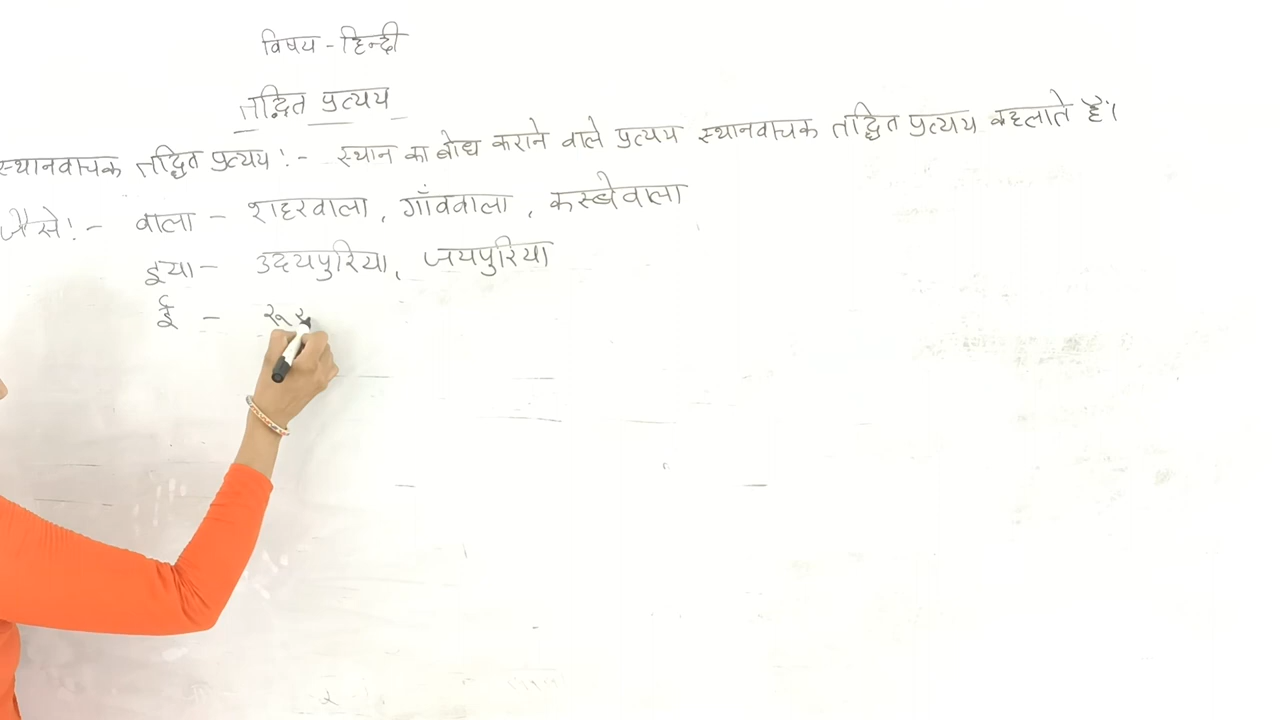 विषय - हिन्दी
तद्धित प्रत्यय
स्थानवाचक तद्धित प्रत्यय :- स्थान का बोध कराने वाले प्रत्यय स्थानवाचक तद्धित प्रत्यय कहलाते हैं।
जैसे :- वाला - शहरवाला, गाँववाला, कस्बेवाला
इया - उदयपुरिया, जयपुरिया
ई - रूस